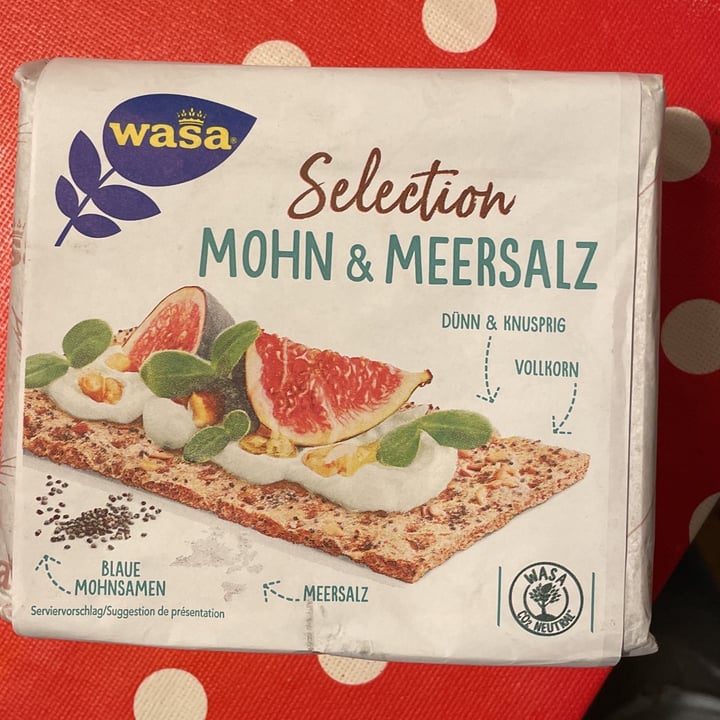 wasa
Selection
MOHN & MEERSALZ
DÜNN & KNUSPRIG
VOLLKORN
BLAUE
MOHNSAMEN
MEERSALZ
Serviervorschlag/Suggestion de présentation
WASA
CO₂ NEUTRAL